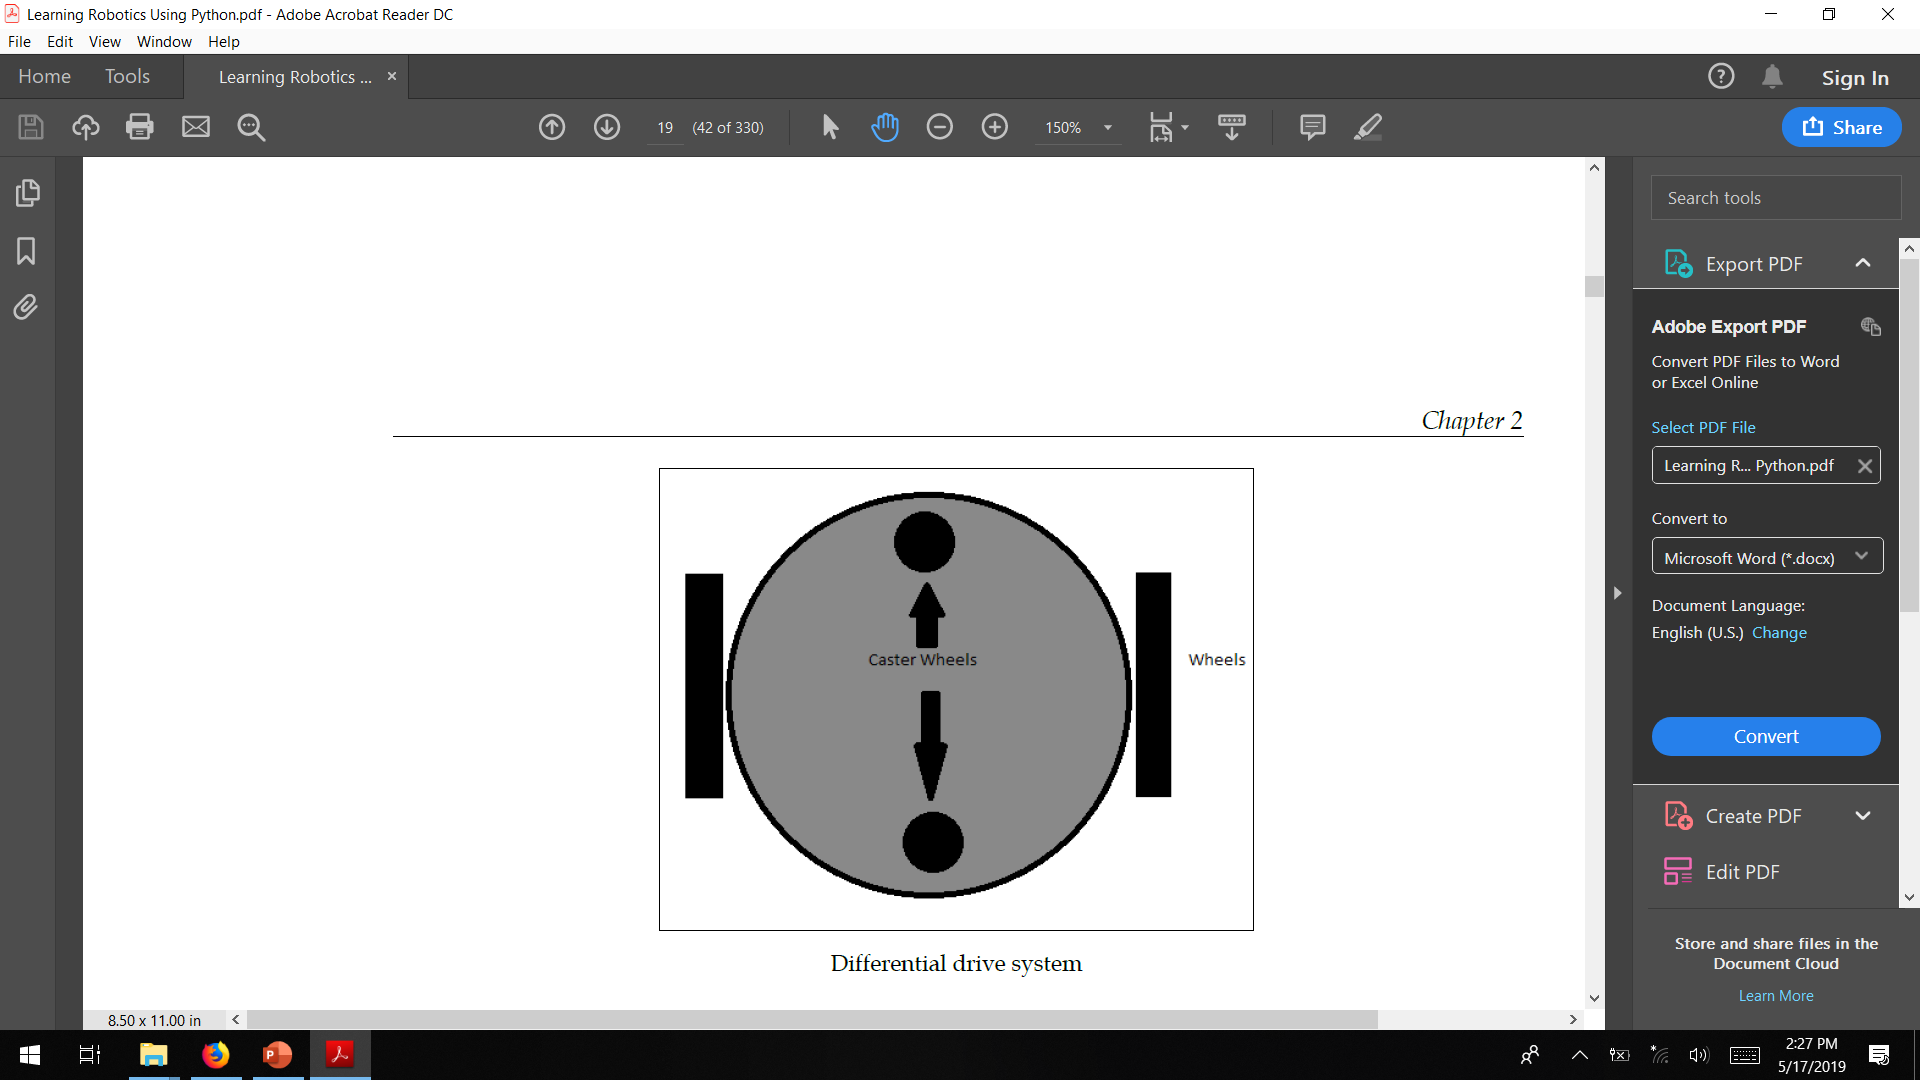 Learning Robotics Using Python.pdf - Adobe Acrobat Reader DC
File Edit View Window Help
Home Tools Learning Robotics ... ×
Sign In
19 (42 of 330) 150%
Share
Search tools
Export PDF
Adobe Export PDF
Convert PDF Files to Word
or Excel Online
Select PDF File
Learning R... Python.pdf
Convert to
Microsoft Word (*.docx)
Document Language:
English (U.S.) Change
Convert
Create PDF
Edit PDF
Store and share files in the
Document Cloud
Learn More
Chapter 2
Caster Wheels
Wheels
Differential drive system
8.50 x 11.00 in
2:27 PM
5/17/2019